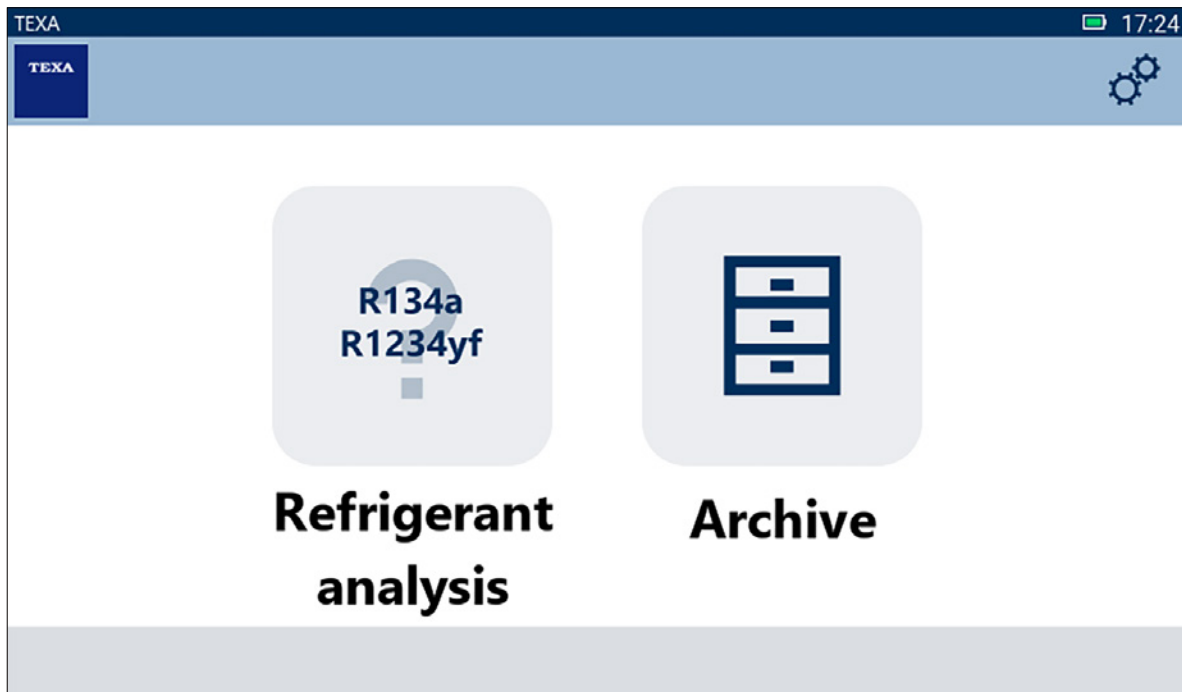 TEXA
17:24
TEXA
R134a
R1234yf
?
Refrigerant
analysis
Archive